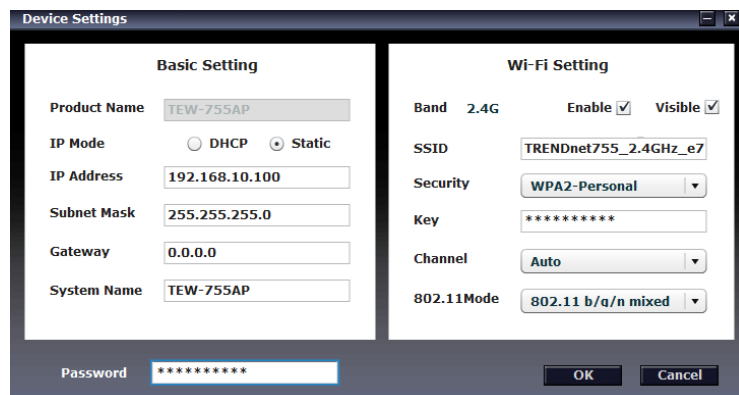 Device Settings
Basic Setting
Product Name TEW-755AP
IP Mode DHCP Static
IP Address 192.168.10.100
Subnet Mask 255.255.255.0
Gateway 0.0.0.0
System Name TEW-755AP
Wi-Fi Setting
Band 2.4G Enable Visible
SSID TRENDnet755_2.4GHz_e7
Security WPA2-Personal
Key **********
Channel Auto
802.11Mode 802.11 b/g/n mixed
Password **********
OK Cancel